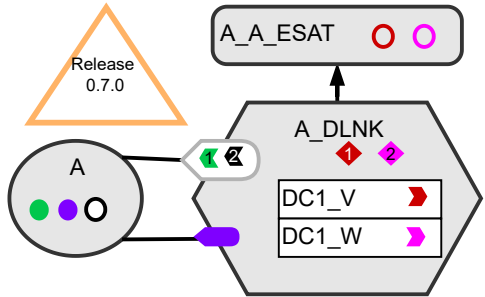 A_A_ESAT
Release
0.7.0
A_DLNK
1 2
1 2
A
DC1_V
DC1_W